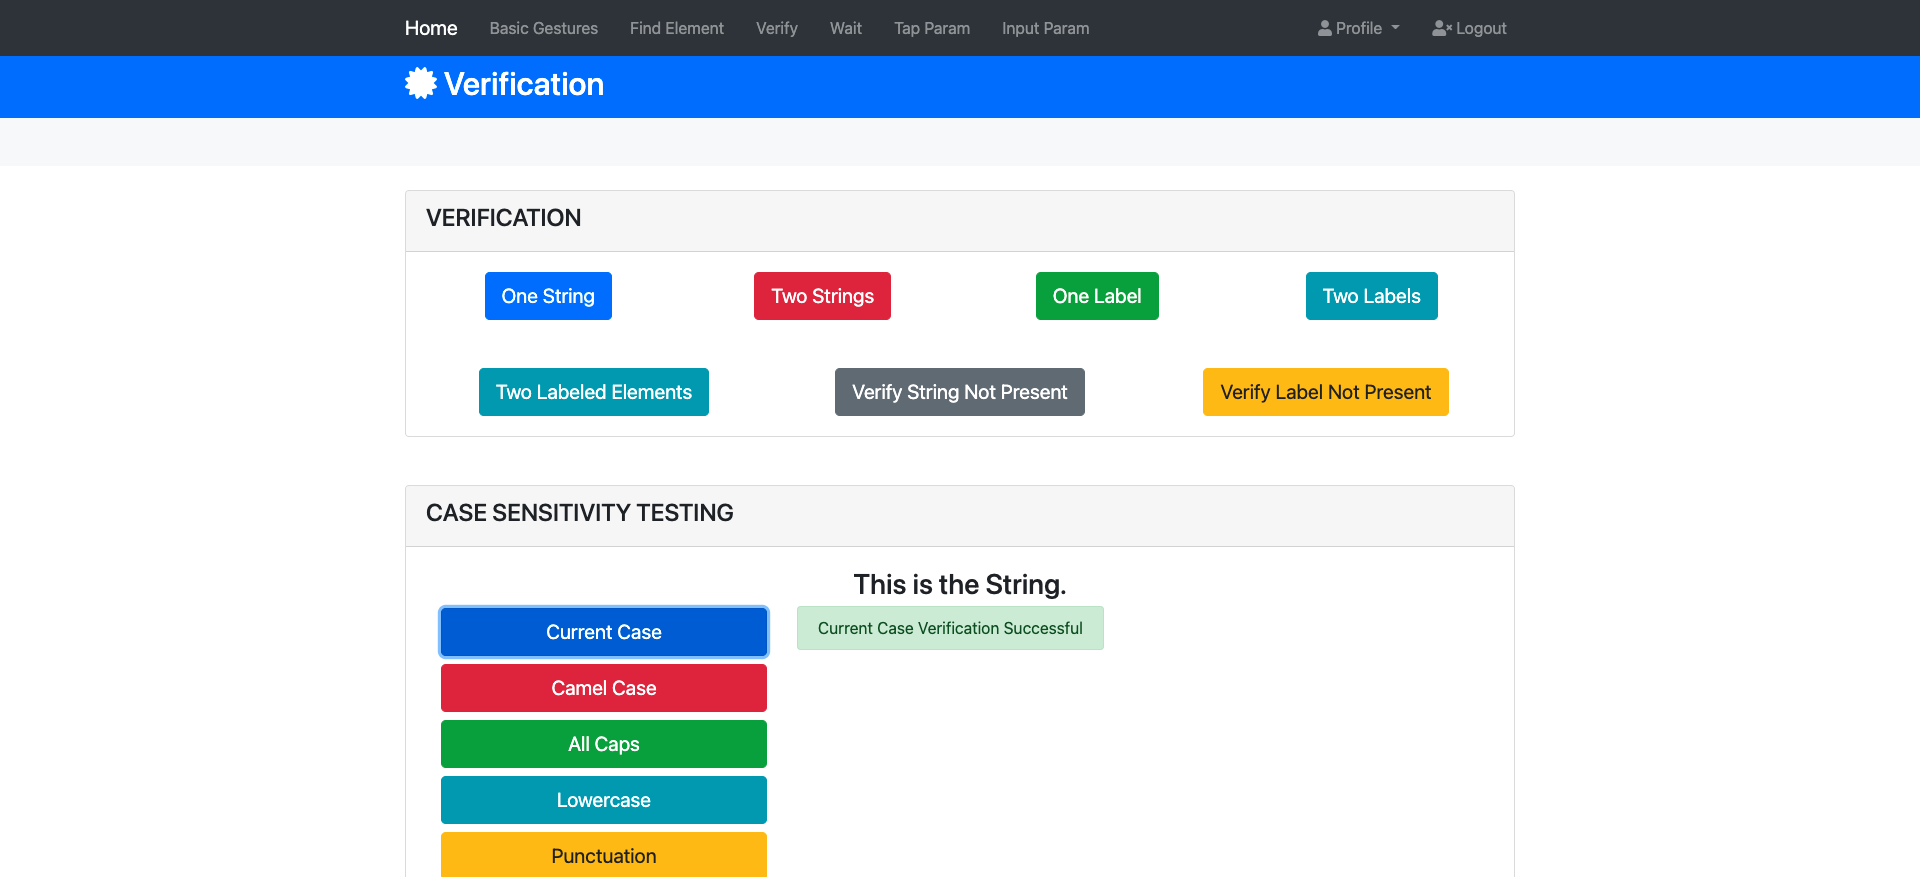 Home Basic Gestures Find Element Verify Wait Tap Param Input Param Profile Logout
Verification
VERIFICATION
One String Two Strings One Label Two Labels
Two Labeled Elements Verify String Not Present Verify Label Not Present
CASE SENSITIVITY TESTING
This is the String.
Current Case Current Case Verification Successful
Camel Case
All Caps
Lowercase
Punctuation